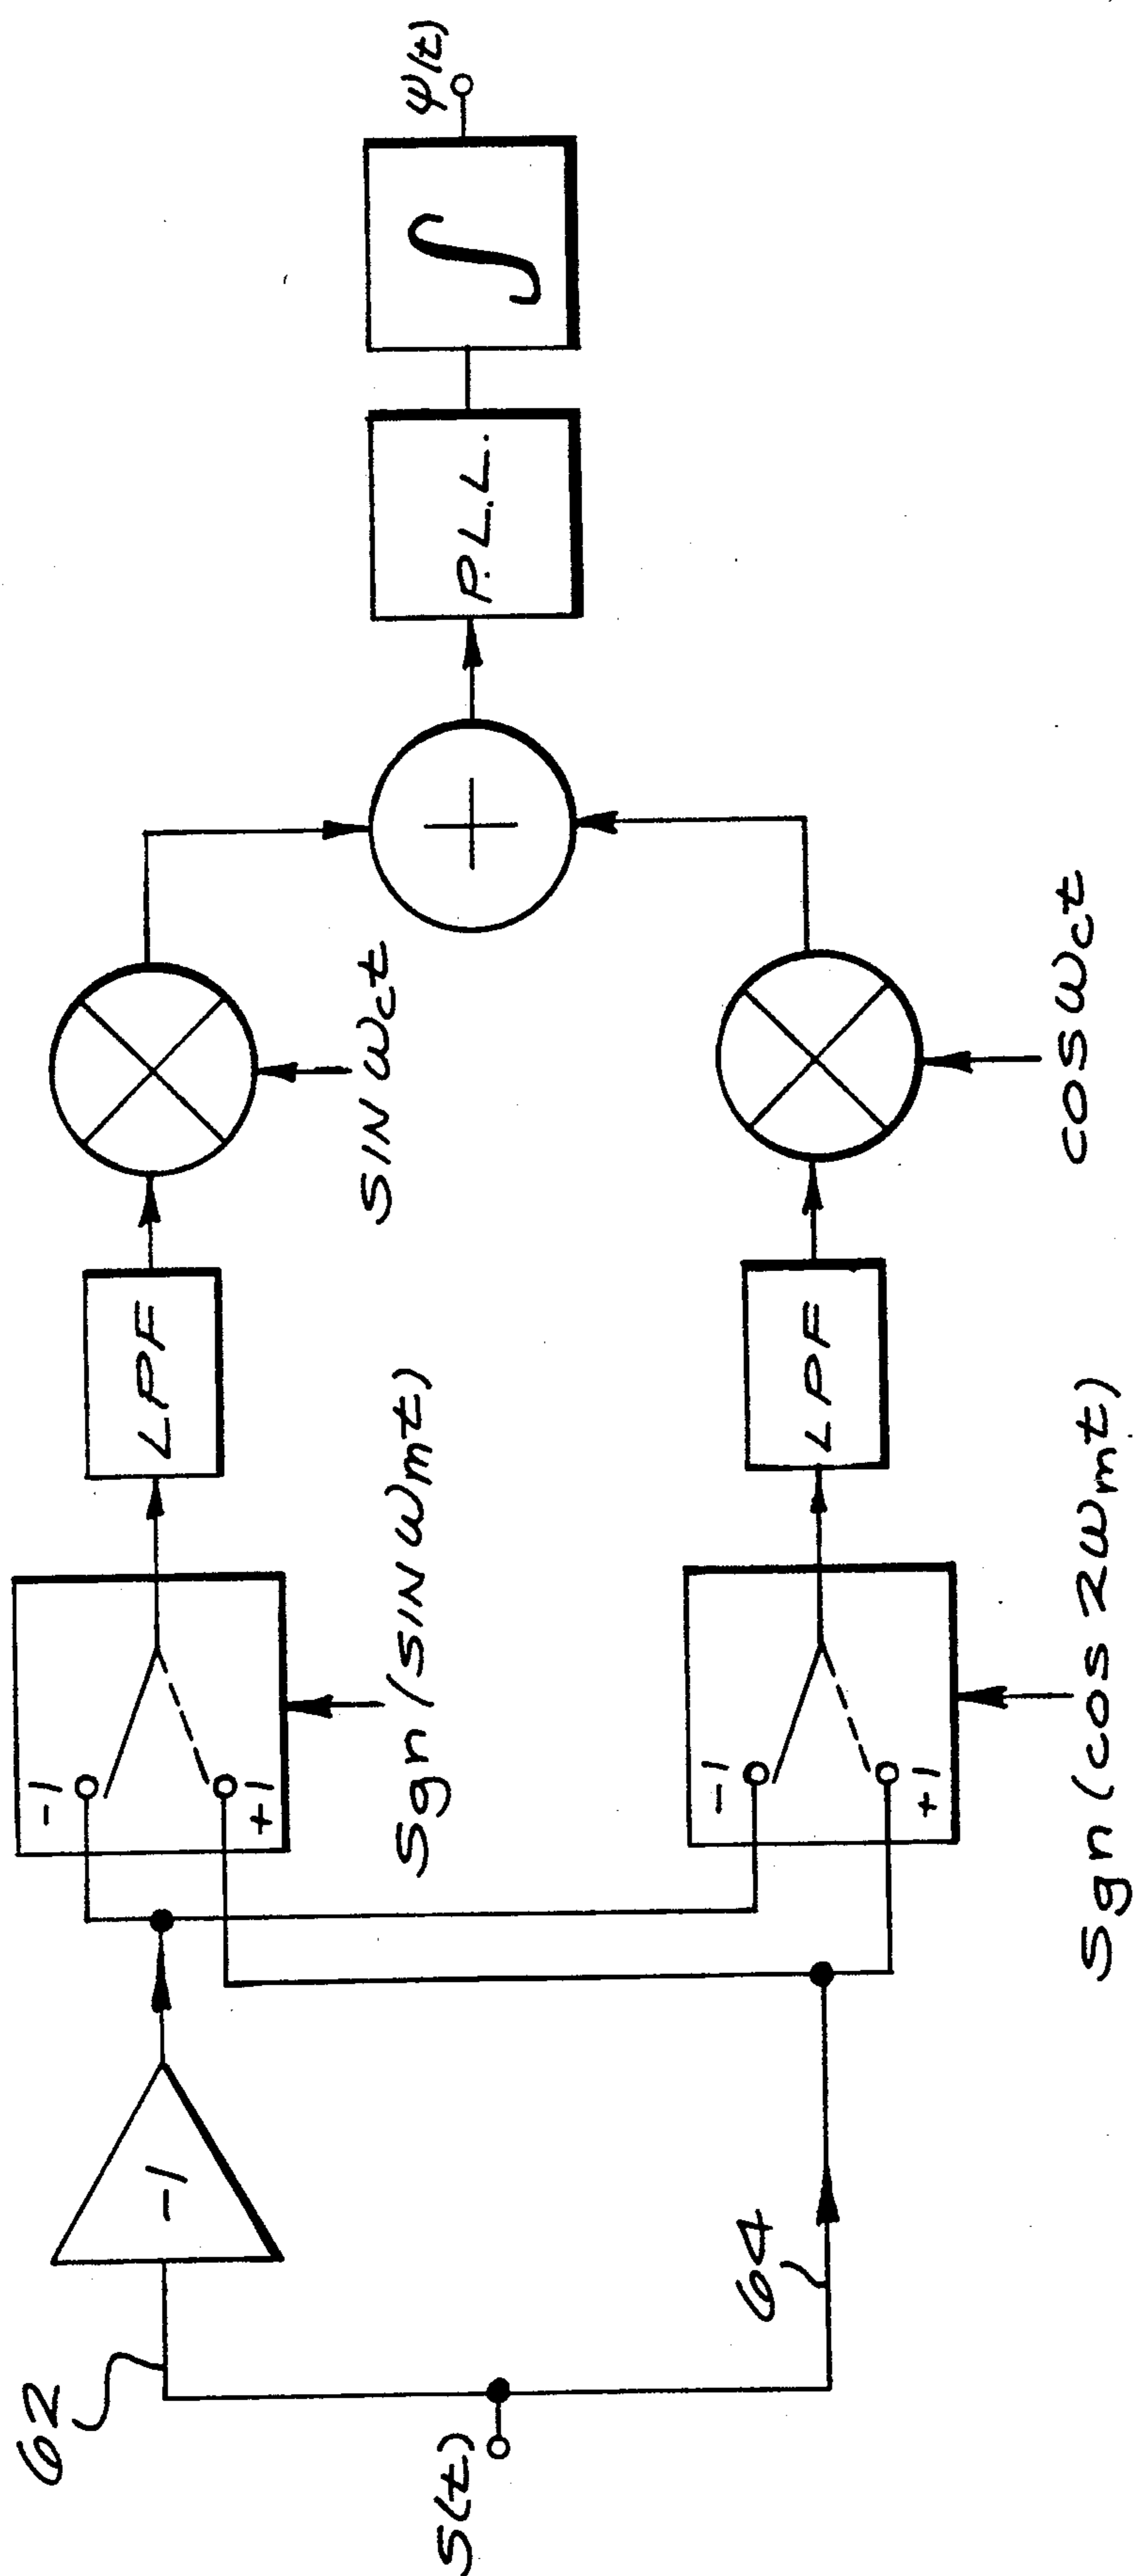 62
S(t)
64
-1
-1
+1
Sgn (SIN ωmt)
-1
+1
Sgn (COS 2ωmt)
LPF
LPF
SIN ωct
COS ωct
+
P.L.L.
∫
ψ(t)